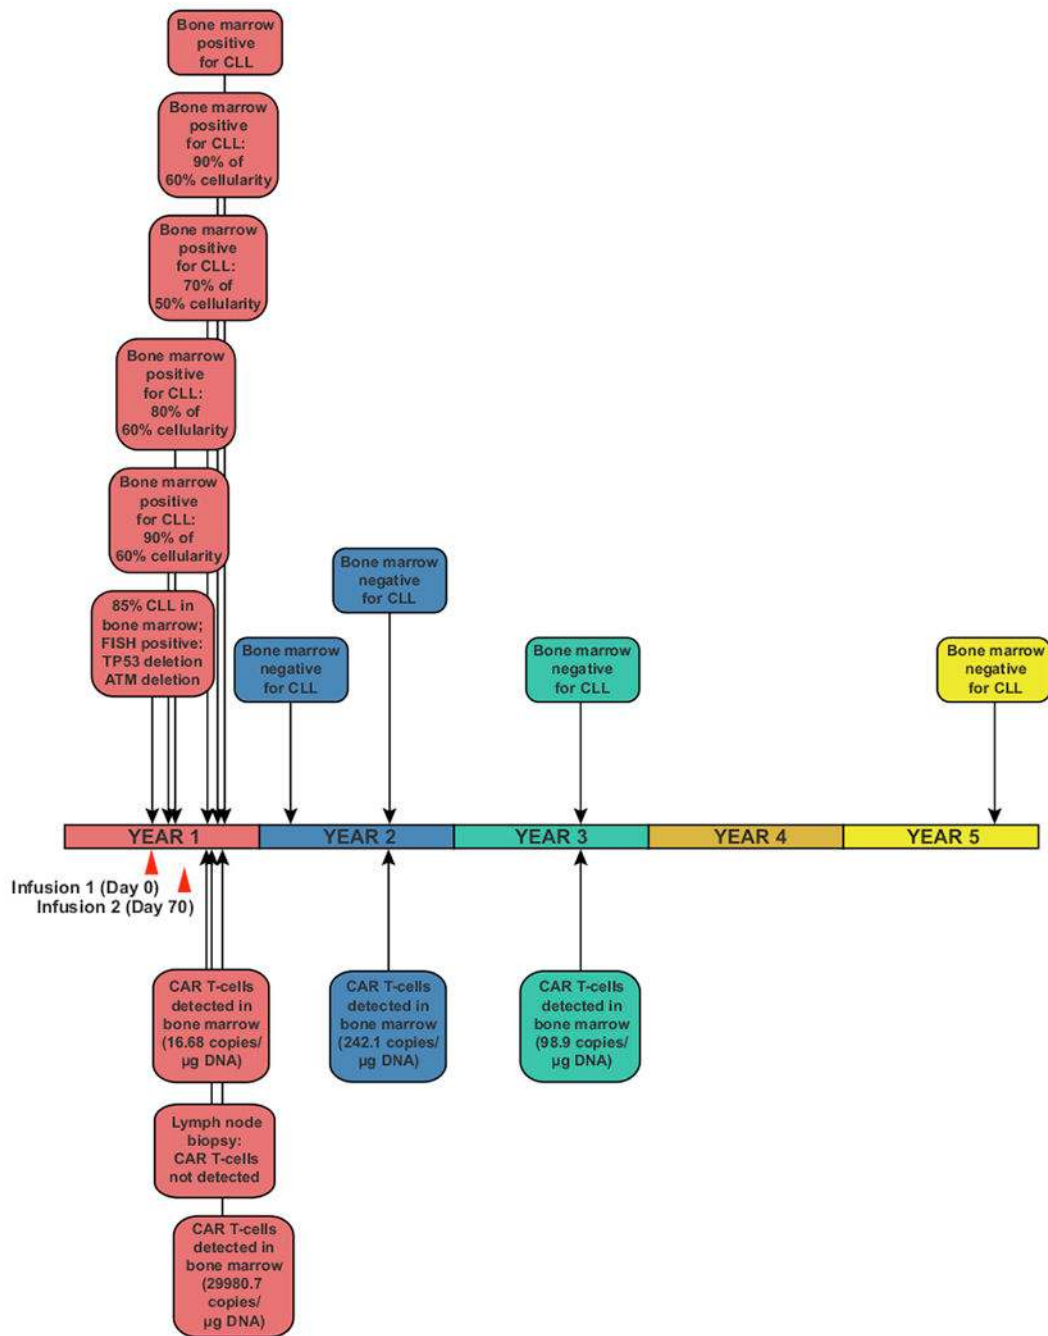 Bone marrow
positive
for CLL
Bone marrow
positive
for CLL:
90% of
60% cellularity
Bone marrow
positive
for CLL:
70% of
50% cellularity
Bone marrow
positive
for CLL:
80% of
60% cellularity
Bone marrow
positive
for CLL:
90% of
60% cellularity
85% CLL in
bone marrow;
FISH positive:
TP53 deletion
ATM deletion
Bone marrow
negative
for CLL
Bone marrow
negative
for CLL
Bone marrow
negative
for CLL
Bone marrow
negative
for CLL
YEAR 1
YEAR 2
YEAR 3
YEAR 4
YEAR 5
Infusion 1 (Day 0)
Infusion 2 (Day 70)
CAR T-cells
detected in
bone marrow
(16.68 copies/
µg DNA)
CAR T-cells
detected in
bone marrow
(242.1 copies/
µg DNA)
CAR T-cells
detected in
bone marrow
(98.9 copies/
µg DNA)
Lymph node
biopsy:
CAR T-cells
not detected
CAR T-cells
detected in
bone marrow
(29980.7
copies/
µg DNA)